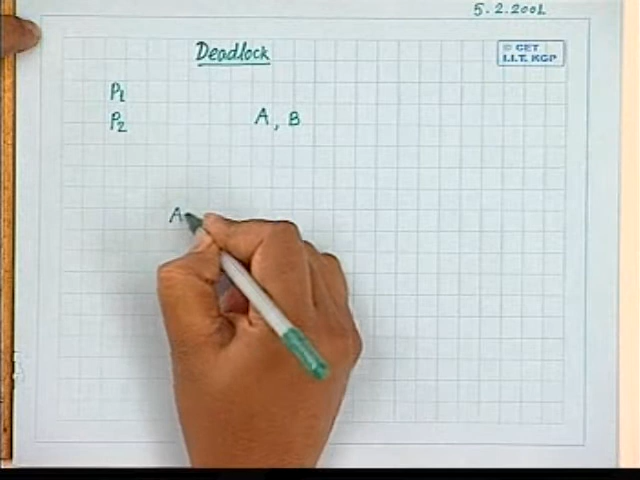 5.2.2001
Deadlock
© CET
I.I.T. KGP
P1
P2 A, B
A